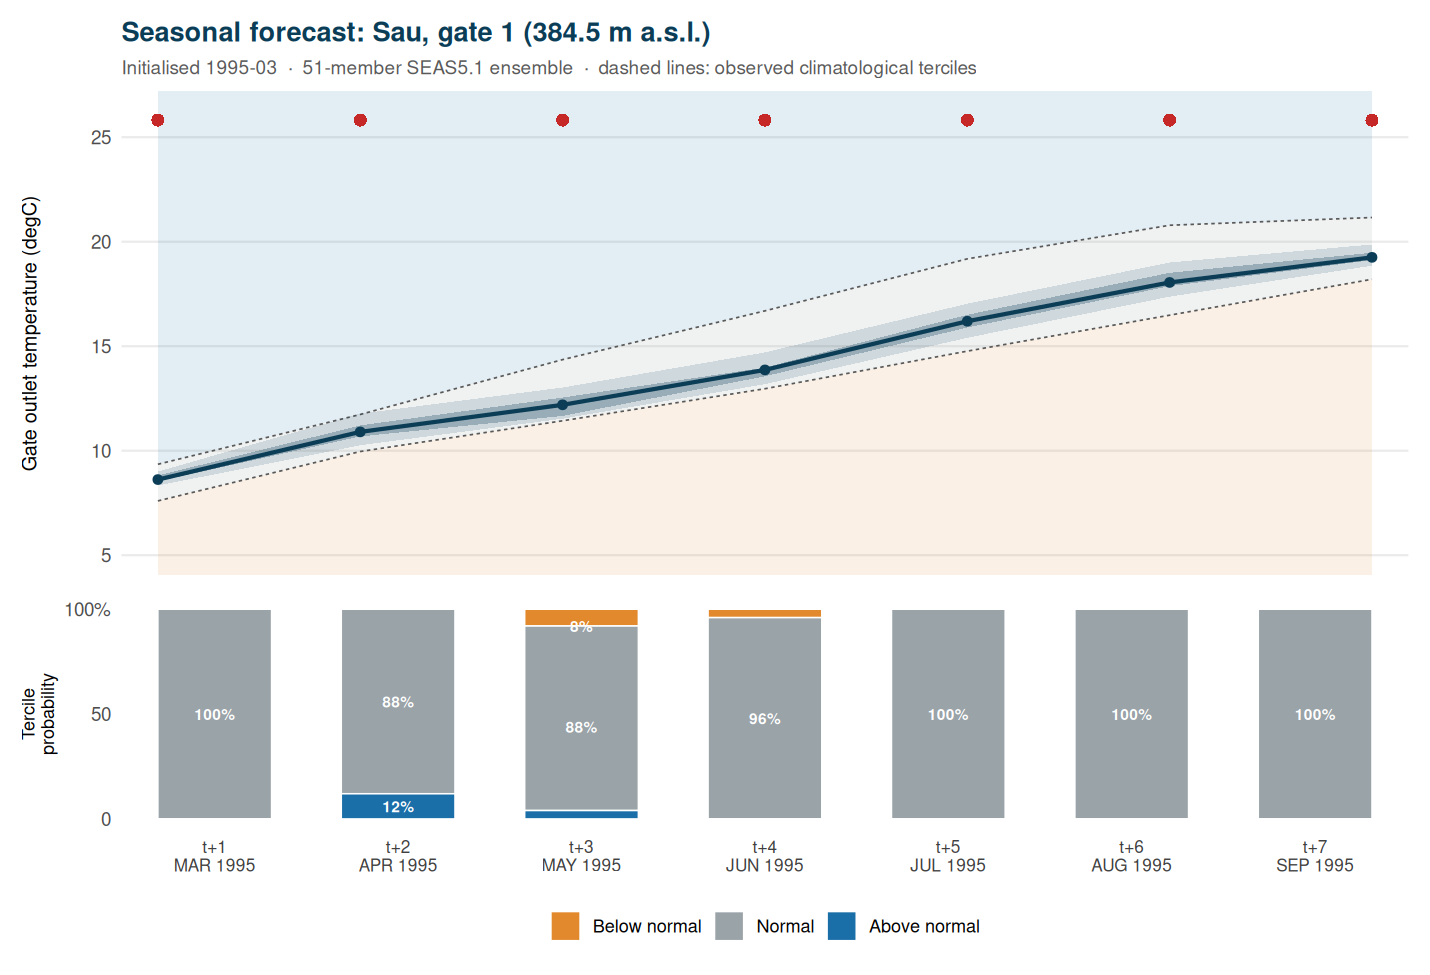 Seasonal forecast: Sau, gate 1 (384.5 m a.s.l.)
Initialised 1995-03 · 51-member SEAS5.1 ensemble · dashed lines: observed climatological terciles
Gate outlet temperature (degC)
25
20
15
10
5
Tercile
probability
100%
50
0
100%
88%
12%
8%
88%
96%
100%
100%
100%
t+1
MAR 1995
t+2
APR 1995
t+3
MAY 1995
t+4
JUN 1995
t+5
JUL 1995
t+6
AUG 1995
t+7
SEP 1995
Below normal
Normal
Above normal